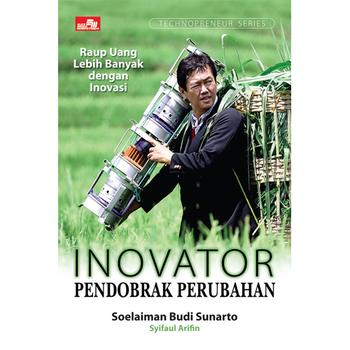 TECHNOPRENEUR SERIES
Raup Uang
Lebih Banyak
dengan
Inovasi
INOVATOR
PENDOBRAK PERUBAHAN
Soelaiman Budi Sunarto
Syifaul Arifin